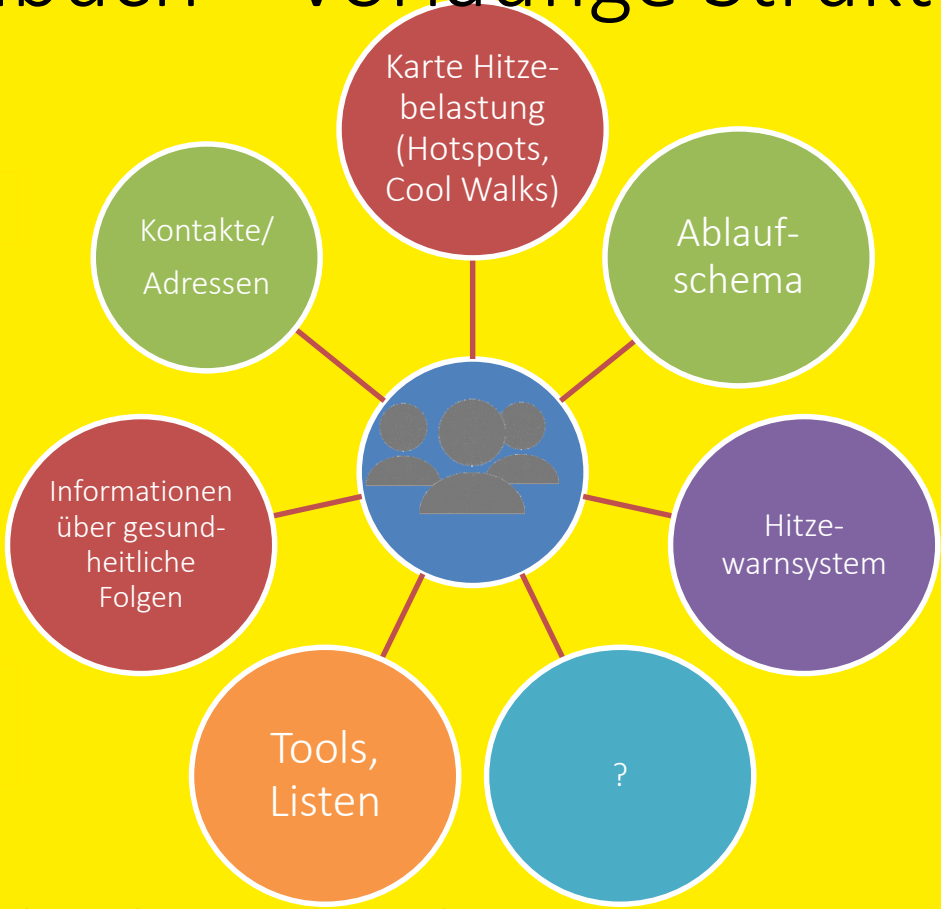 Karte Hitze-
belastung
(Hotspots,
Cool Walks)
Ablauf-
schema
Hitze-
warnsystem
?
Tools,
Listen
Informationen
über gesund-
heitliche
Folgen
Kontakte/
Adressen